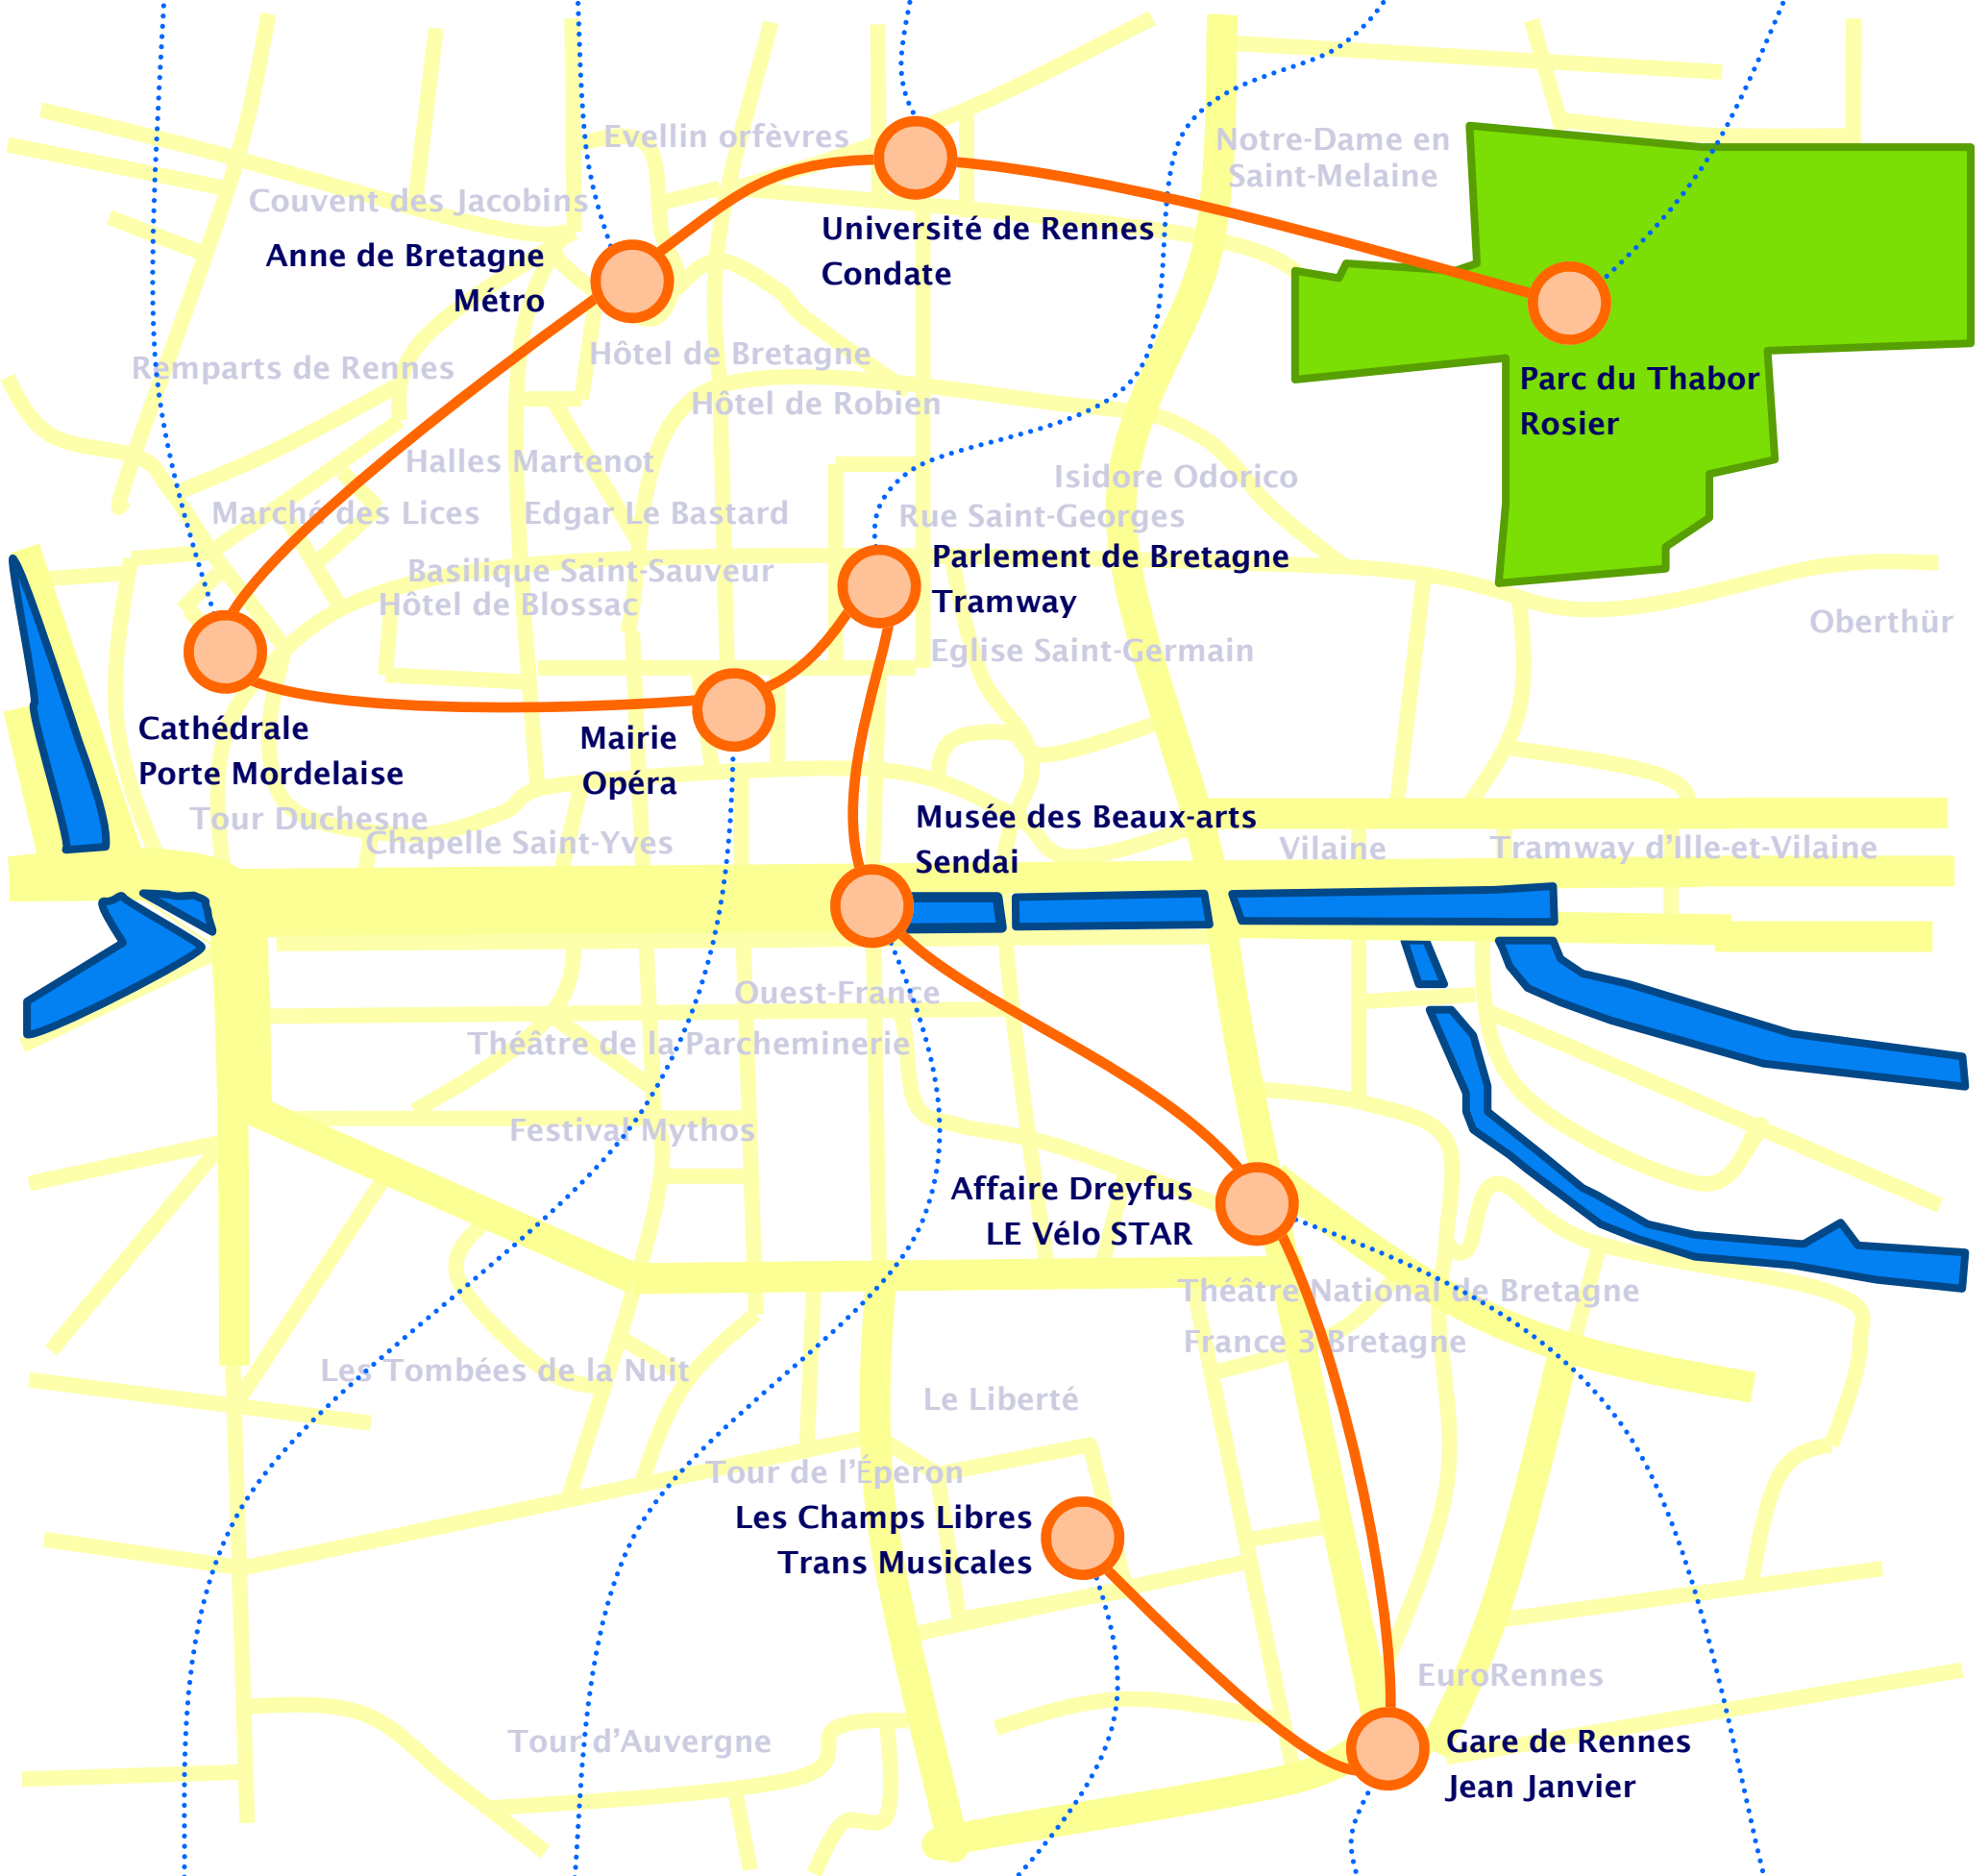 Evellin orfèvres
Notre-Dame en
Saint-Melaine
Couvent des Jacobins
Université de Rennes
Condate
Anne de Bretagne
Métro
Hôtel de Bretagne
Remparts de Rennes
Parc du Thabor
Rosier
Hôtel de Robien
Halles Martenot
Isidore Odorico
Marché des Lices
Edgar Le Bastard
Rue Saint-Georges
Parlement de Bretagne
Tramway
Basilique Saint-Sauveur
Hôtel de Blossac
Oberthür
Eglise Saint-Germain
Cathédrale
Porte Mordelaise
Mairie
Opéra
Tour Duchesne
Chapelle Saint-Yves
Musée des Beaux-arts
Sendai
Vilaine
Tramway d’Ille-et-Vilaine
Ouest-France
Théâtre de la Parcheminerie
Festival Mythos
Affaire Dreyfus
LE Vélo STAR
Théâtre National de Bretagne
France 3 Bretagne
Les Tombées de la Nuit
Le Liberté
Tour de l’Éperon
Les Champs Libres
Trans Musicales
EuroRennes
Tour d’Auvergne
Gare de Rennes
Jean Janvier